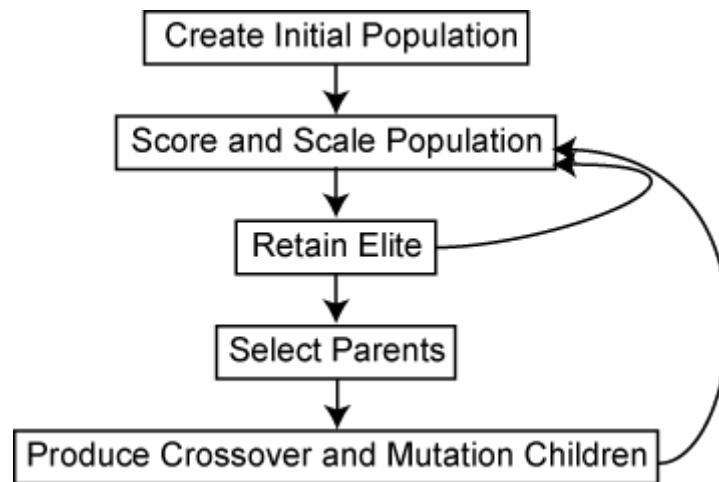 Create Initial Population
Score and Scale Population
Retain Elite
Select Parents
Produce Crossover and Mutation Children